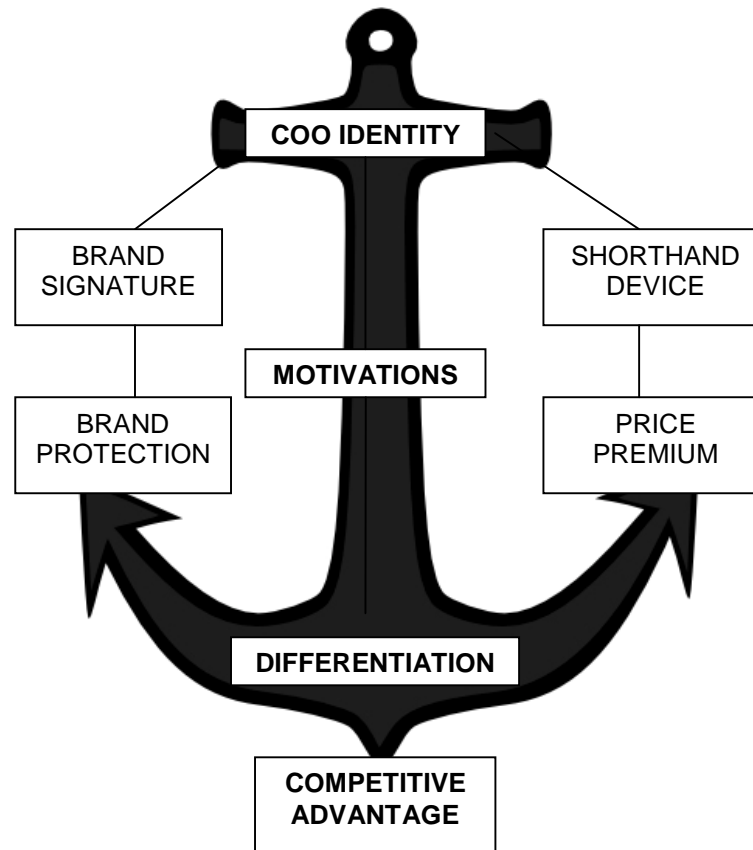 COO IDENTITY
BRAND
SIGNATURE
SHORTHAND
DEVICE
MOTIVATIONS
BRAND
PROTECTION
PRICE
PREMIUM
DIFFERENTIATION
COMPETITIVE
ADVANTAGE